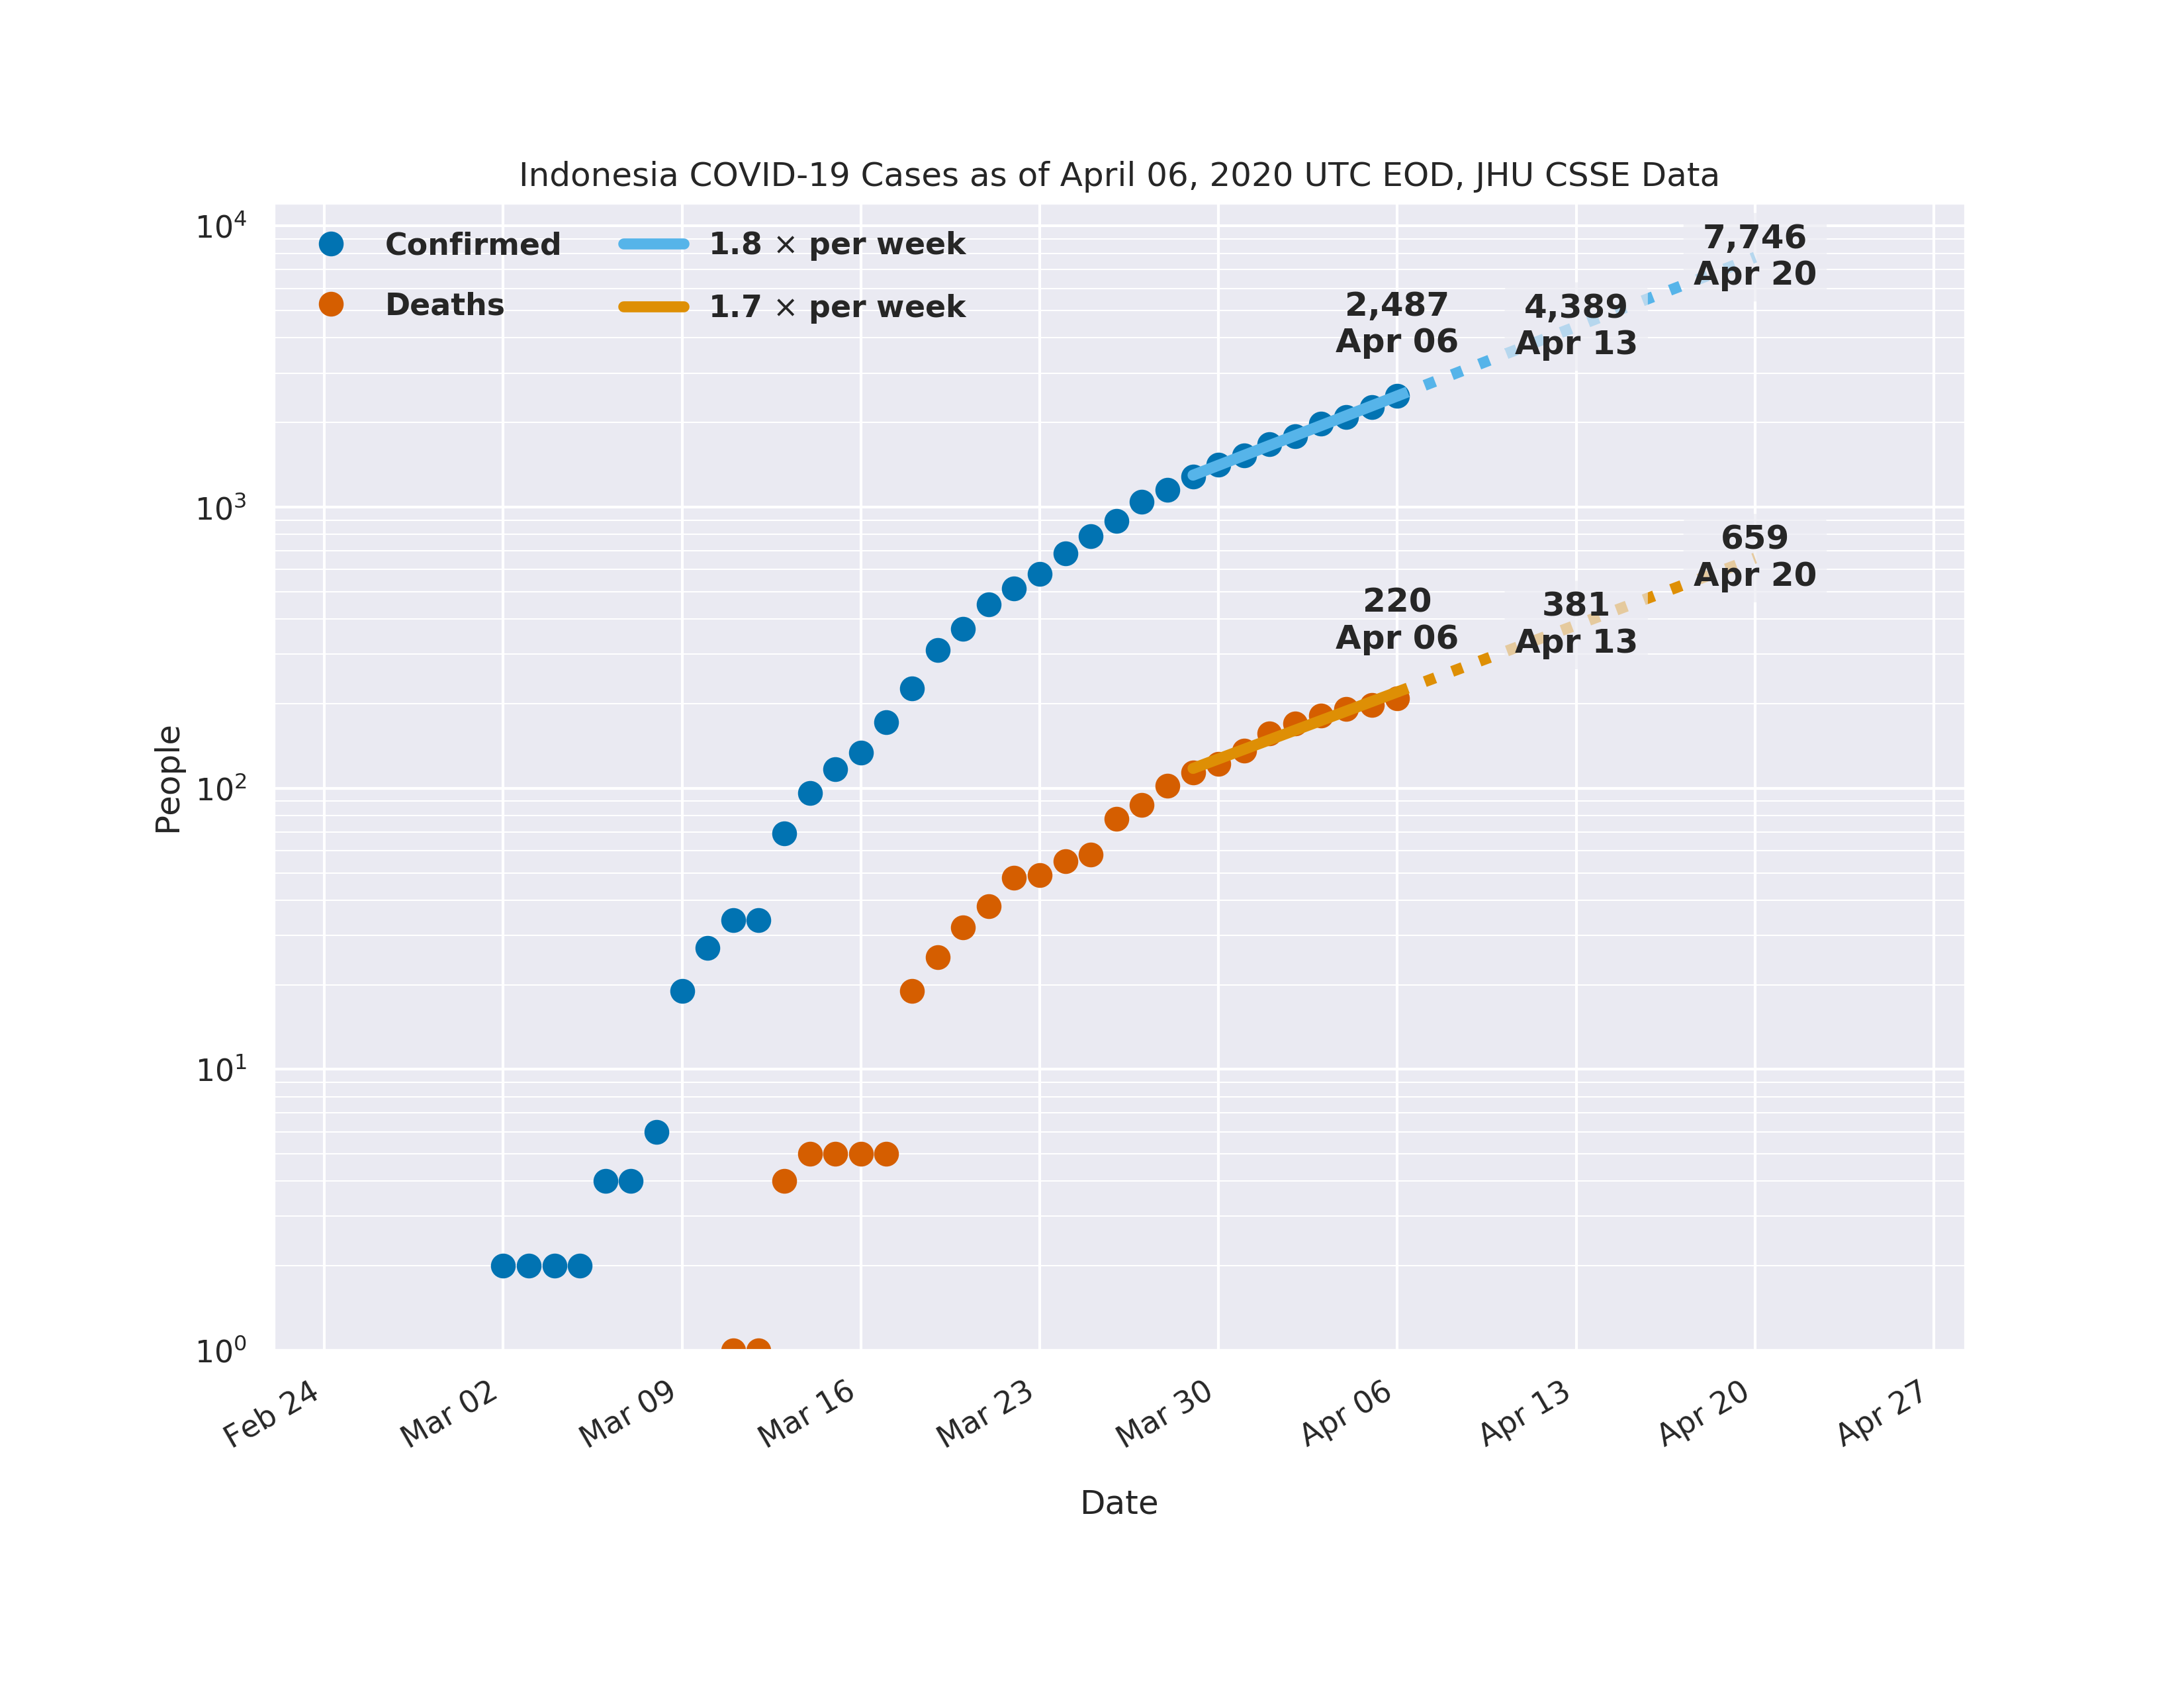 Indonesia COVID-19 Cases as of April 06, 2020 UTC EOD, JHU CSSE Data
Confirmed
Deaths
1.8 × per week
1.7 × per week
2,487
Apr 06
4,389
Apr 13
7,746
Apr 20
220
Apr 06
381
Apr 13
659
Apr 20
People
10⁴
10³
10²
10¹
10⁰
Feb 24
Mar 02
Mar 09
Mar 16
Mar 23
Mar 30
Apr 06
Apr 13
Apr 20
Apr 27
Date